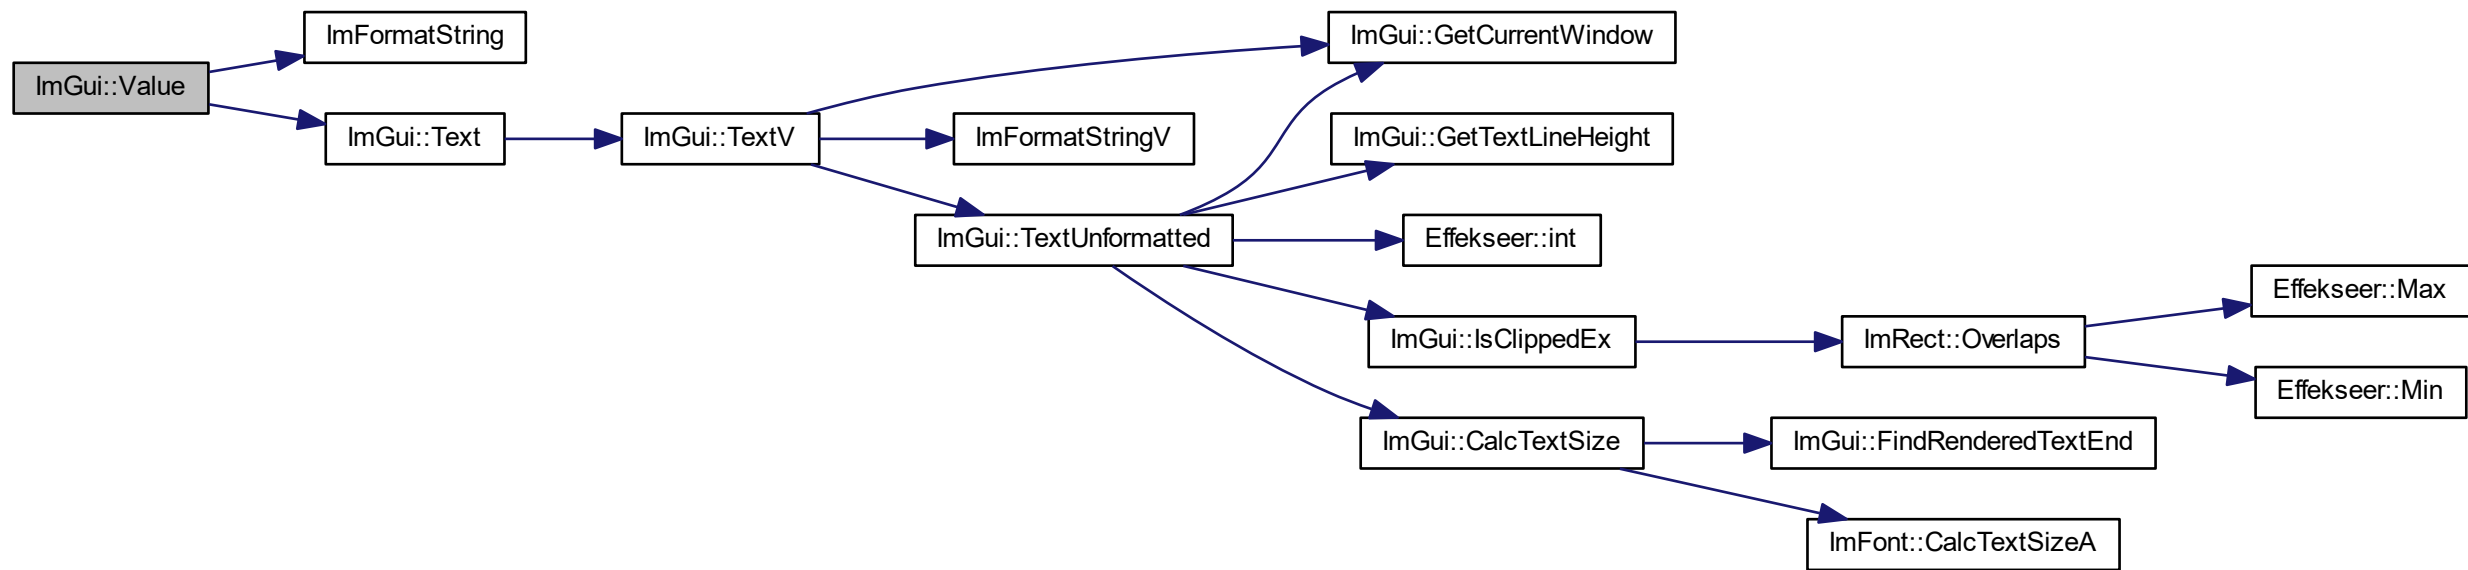 ImGui::Value
ImFormatString
ImGui::Text
ImGui::TextV
ImGui::GetCurrentWindow
ImFormatStringV
ImGui::TextUnformatted
ImGui::GetTextLineHeight
Effekseer::int
ImGui::IsClippedEx
ImRect::Overlaps
Effekseer::Max
Effekseer::Min
ImGui::CalcTextSize
ImGui::FindRenderedTextEnd
ImFont::CalcTextSizeA